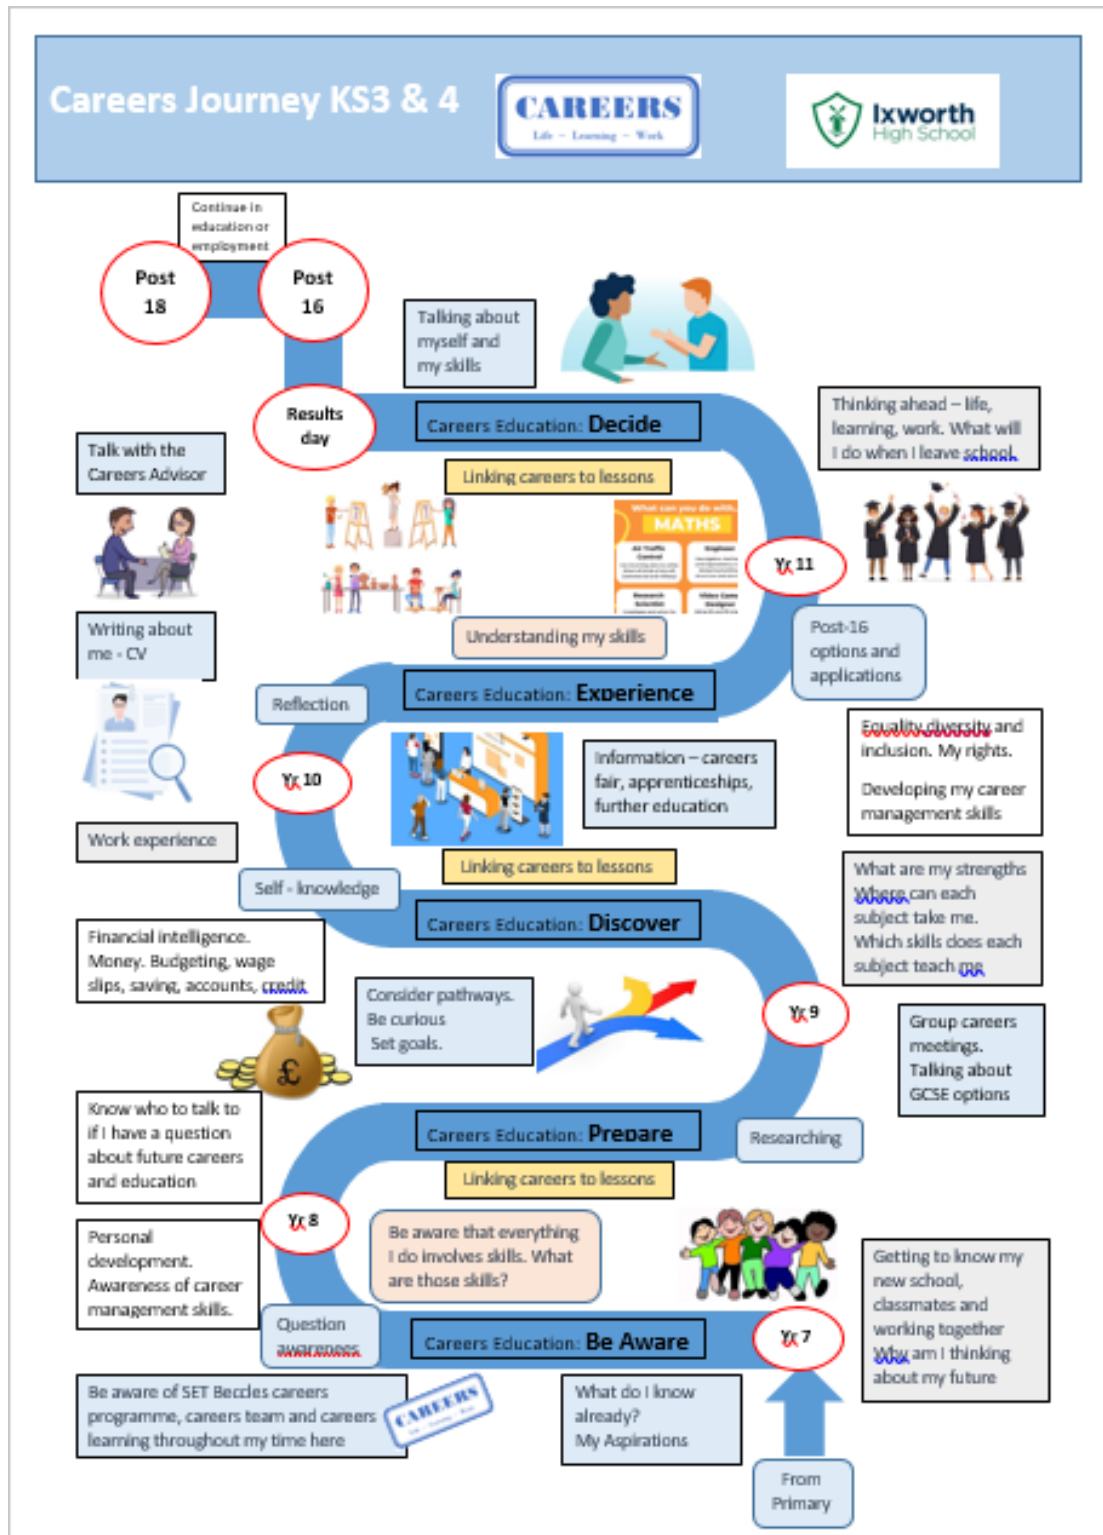 Careers Journey KS3 & 4
CAREERS
Life ~ Learning ~ Work
Ixworth
High School
Continue in
education or
employment
Post
18
Post
16
Talking about
myself and
my skills
Results
day
Careers Education: Decide
Thinking ahead – life,
learning, work. What will
I do when I leave school
Talk with the
Careers Advisor
Linking careers to lessons
What can you do with...
MATHS
Air Traffic
Control
Engineer
Research
Scientist
Video Game
Designer
Yr 11
Writing about
me - CV
Understanding my skills
Post-16
options and
applications
Careers Education: Experience
Reflection
Equality diversity and
inclusion. My rights.
Developing my career
management skills
Yr 10
Information – careers
fair, apprenticeships,
further education
Work experience
Linking careers to lessons
Self - knowledge
What are my strengths
Where can each
subject take me.
Which skills does each
subject teach me
Careers Education: Discover
Financial intelligence.
Money. Budgeting, wage
slips, saving, accounts, credit
Consider pathways.
Be curious
Set goals.
Yr 9
Group careers
meetings.
Talking about
GCSE options
£
Know who to talk to
if I have a question
about future careers
and education
Careers Education: Prepare
Researching
Linking careers to lessons
Yr 8
Personal
development.
Awareness of career
management skills.
Be aware that everything
I do involves skills. What
are those skills?
Getting to know my
new school,
classmates and
working together
Why am I thinking
about my future
Question
awarenees
Careers Education: Be Aware
Yr 7
Be aware of SET Beccles careers
programme, careers team and careers
learning throughout my time here
CAREERS
What do I know
already?
My Aspirations
From
Primary